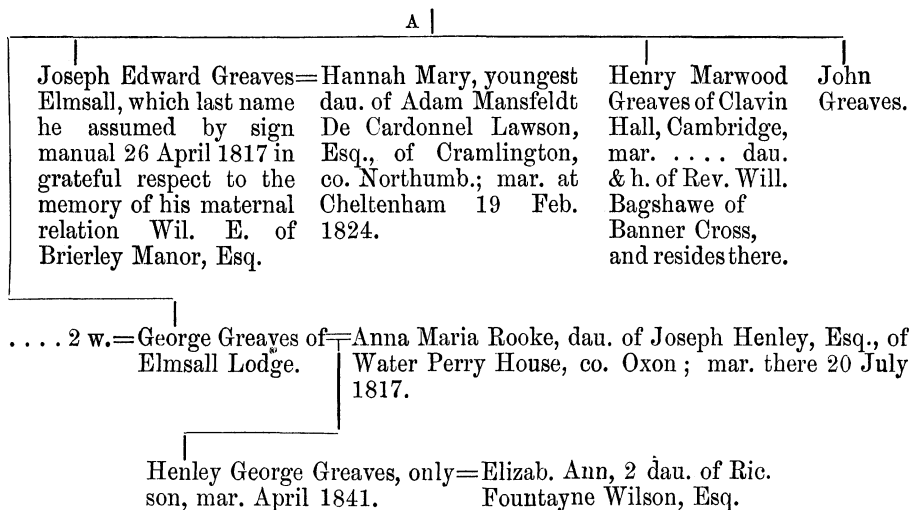 A
Joseph Edward Greaves=
Elmsall, which last name
he assumed by sign
manual 26 April 1817 in
grateful respect to the
memory of his maternal
relation Wil. E. of
Brierley Manor, Esq.
Hannah Mary, youngest
dau. of Adam Mansfeldt
De Cardonnel Lawson,
Esq., of Cramlington,
co. Northumb.; mar. at
Cheltenham 19 Feb.
1824.
Henry Marwood
Greaves of Clavin
Hall, Cambridge,
mar. .... dau.
& h. of Rev. Will.
Bagshawe of
Banner Cross,
and resides there.
John
Greaves.
.... 2 w.=
George Greaves of=
Elmsall Lodge.
Anna Maria Rooke, dau. of Joseph Henley, Esq., of
Water Perry House, co. Oxon; mar. there 20 July
1817.
Henley George Greaves, only=
son, mar. April 1841.
Elizab. Ann, 2 dau. of Ric.
Fountayne Wilson, Esq.